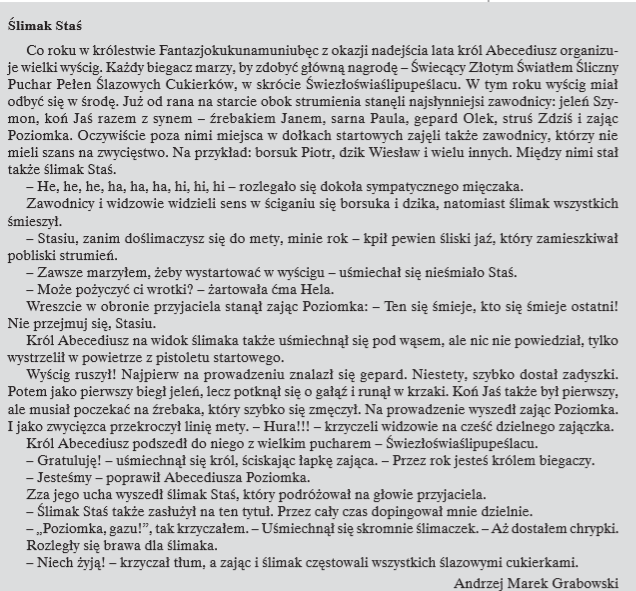 Ślimak Staś
Co roku w królestwie Fantazjokukunamuniubęc z okazji nadejścia lata król Abecediusz organizu-
je wielki wyścig. Każdy biegacz marzy, by zdobyć główną nagrodę – Świecący Złotym Światłem Śliczny
Puchar Pełen Ślazowych Cukierków, w skrócie Świezłoświaślipupeślacu. W tym roku wyścig miał
odbyć się w środę. Już od rana na starcie obok strumienia stanęli najsłynniejsi zawodnicy: jeleń Szy-
mon, koń Jaś razem z synem – źrebakiem Janem, sarna Paula, gepard Olek, struś Zdziś i zając
Poziomka. Oczywiście poza nimi miejsca w dołkach startowych zajęli także zawodnicy, którzy nie
mieli szans na zwycięstwo. Na przykład: borsuk Piotr, dzik Wiesław i wielu innych. Między nimi stał
także ślimak Staś.
– He, he, he, ha, ha, ha, hi, hi, hi – rozlegało się dokoła sympatycznego mięczaka.
Zawodnicy i widzowie widzieli sens w ściganiu się borsuka i dzika, natomiast ślimak wszystkich
śmieszył.
– Stasiu, zanim doślimaczysz się do mety, minie rok – kpił pewien śliski jaź, który zamieszkiwał
pobliski strumień.
– Zawsze marzyłem, żeby wystartować w wyścigu – uśmiechał się nieśmiało Staś.
– Może pożyczyć ci wrotki? – żartowała ćma Hela.
Wreszcie w obronie przyjaciela stanął zając Poziomka: – Ten się śmieje, kto się śmieje ostatni!
Nie przejmuj się, Stasiu.
Król Abecediusz na widok ślimaka także uśmiechnął się pod wąsem, ale nic nie powiedział, tylko
wystrzelił w powietrze z pistoletu startowego.
Wyścig ruszył! Najpierw na prowadzeniu znalazł się gepard. Niestety, szybko dostał zadyszki.
Potem jako pierwszy biegł jeleń, lecz potknął się o gałąź i runął w krzaki. Koń Jaś także był pierwszy,
ale musiał poczekać na źrebaka, który szybko się zmęczył. Na prowadzenie wyszedł zając Poziomka.
I jako zwycięzca przekroczył linię mety. – Hura!!! – krzyczeli widzowie na cześć dzielnego zajączka.
Król Abecediusz podszedł do niego z wielkim pucharem – Świezłoświaślipupeślacu.
– Gratuluję! – uśmiechnął się król, ściskając łapkę zająca. – Przez rok jesteś królem biegaczy.
– Jesteśmy – poprawił Abecediusza Poziomka.
Zza jego ucha wyszedł ślimak Staś, który podróżował na głowie przyjaciela.
– Ślimak Staś także zasłużył na ten tytuł. Przez cały czas dopingował mnie dzielnie.
– „Poziomka, gazu!”, tak krzyczałem. – Uśmiechnął się skromnie ślimaczek. – Aż dostałem chrypki.
Rozległy się brawa dla ślimaka.
– Niech żyją! – krzyczał tłum, a zając i ślimak częstowali wszystkich ślazowymi cukierkami.
Andrzej Marek Grabowski